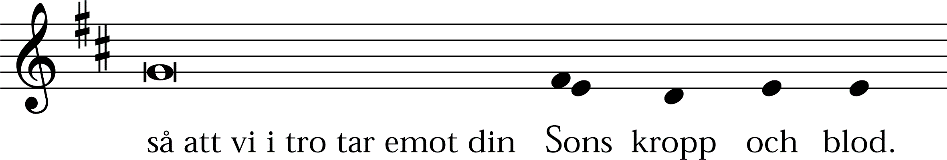 så att vi i tro tar emot din Sons kropp och blod.